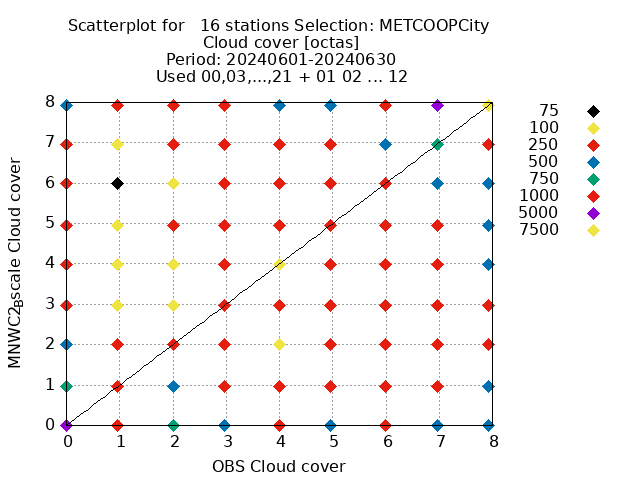 Scatterplot for   16 stations Selection: METCOOPCity
Cloud cover [octas]
Period: 20240601-20240630
Used 00,03,...,21 + 01 02 ... 12
75
100
250
500
750
1000
5000
7500
8
7
6
5
4
3
2
1
0
MNWC2Bscale Cloud cover
0 1 2 3 4 5 6 7 8
OBS Cloud cover